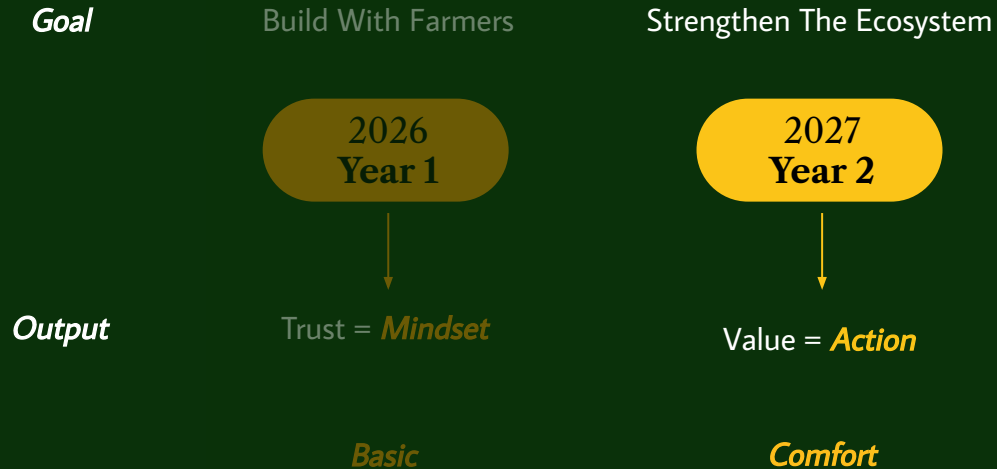 Goal
Build With Farmers
Strengthen The Ecosystem
2026
Year 1
2027
Year 2
Output
Trust = Mindset
Value = Action
Basic
Comfort